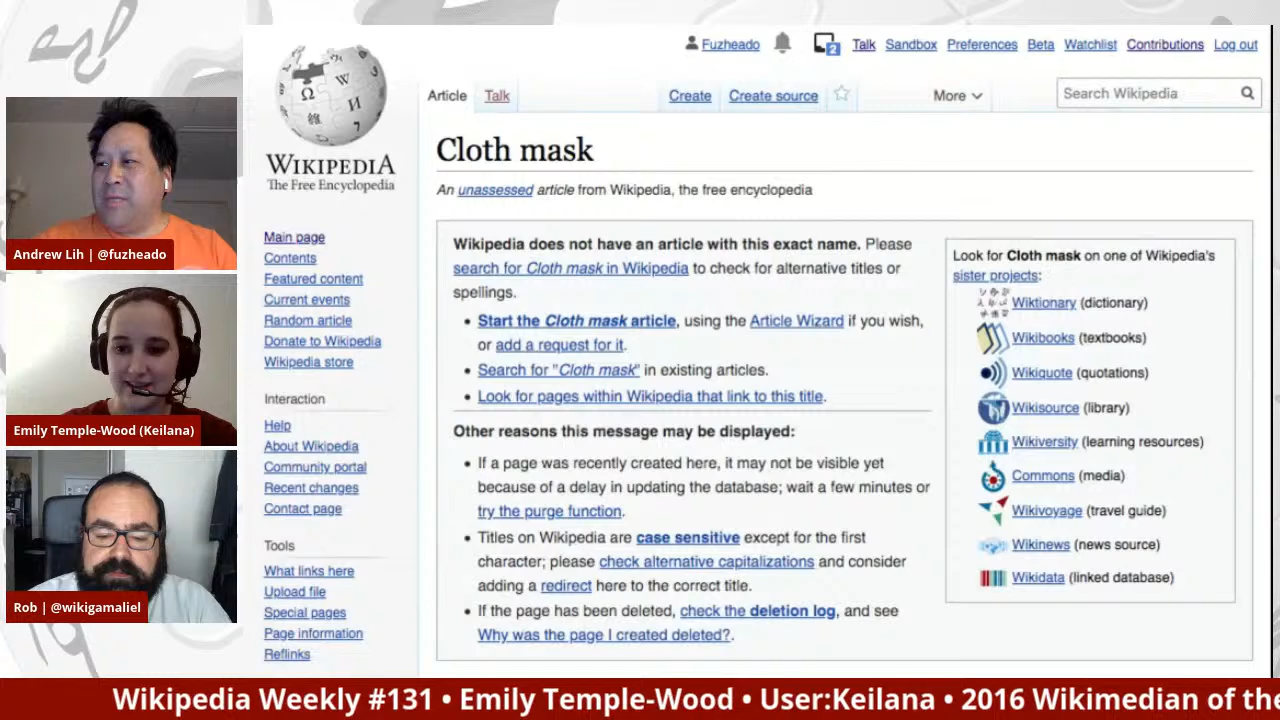 Andrew Lih | @fuzheado
Emily Temple-Wood (Keilana)
Rob | @wikigamaliel
WIKIPEDIA
The Free Encyclopedia
Main page
Contents
Featured content
Current events
Random article
Donate to Wikipedia
Wikipedia store
Interaction
Help
About Wikipedia
Community portal
Recent changes
Contact page
Tools
What links here
Upload file
Special pages
Page information
Reflinks
Fuzheado 2 Talk Sandbox Preferences Beta Watchlist Contributions Log out
Article Talk Create Create source More Search Wikipedia
Cloth mask
An unassessed article from Wikipedia, the free encyclopedia
Wikipedia does not have an article with this exact name. Please
search for Cloth mask in Wikipedia to check for alternative titles or
spellings.
• Start the Cloth mask article, using the Article Wizard if you wish,
or add a request for it.
• Search for "Cloth mask" in existing articles.
• Look for pages within Wikipedia that link to this title.
Other reasons this message may be displayed:
• If a page was recently created here, it may not be visible yet
because of a delay in updating the database; wait a few minutes or
try the purge function.
• Titles on Wikipedia are case sensitive except for the first
character; please check alternative capitalizations and consider
adding a redirect here to the correct title.
• If the page has been deleted, check the deletion log, and see
Why was the page I created deleted?.
Look for Cloth mask on one of Wikipedia's
sister projects:
Wiktionary (dictionary)
Wikibooks (textbooks)
Wikiquote (quotations)
Wikisource (library)
Wikiversity (learning resources)
Commons (media)
Wikivoyage (travel guide)
Wikinews (news source)
Wikidata (linked database)
Wikipedia Weekly #131 • Emily Temple-Wood • User:Keilana • 2016 Wikimedian of the